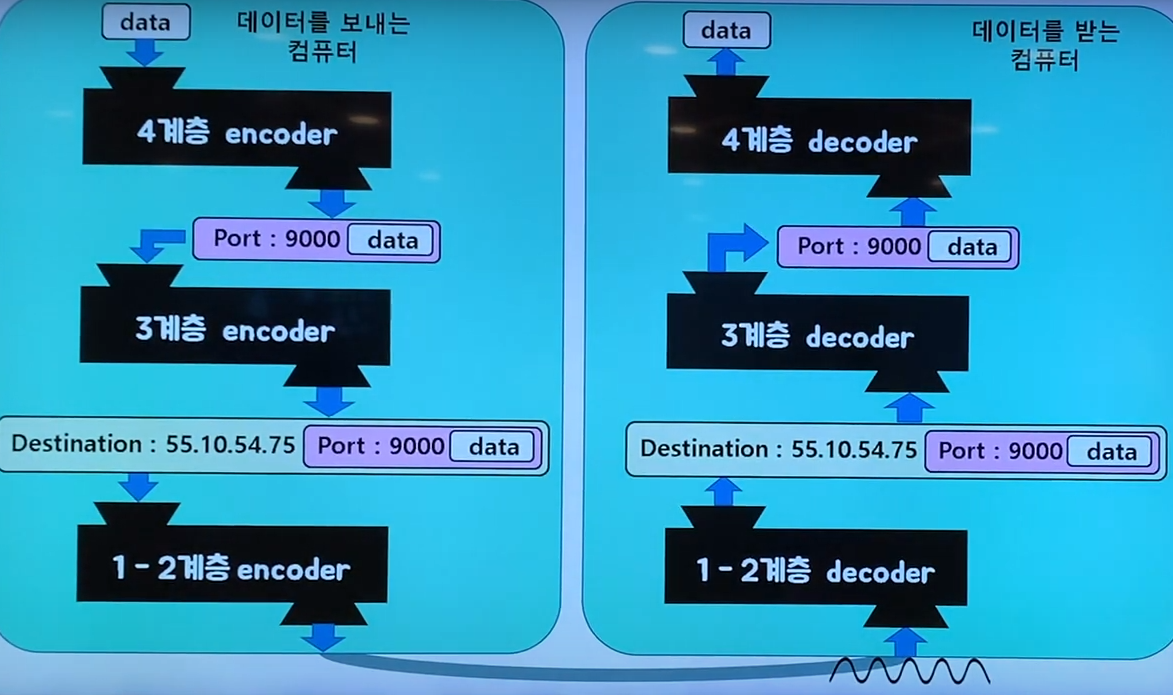 data
데이터를 보내는
컴퓨터
4계층 encoder
Port : 9000 data
3계층 encoder
Destination : 55.10.54.75 Port : 9000 data
1 - 2계층 encoder
data
데이터를 받는
컴퓨터
4계층 decoder
Port : 9000 data
3계층 decoder
Destination : 55.10.54.75 Port : 9000 data
1 - 2계층 decoder